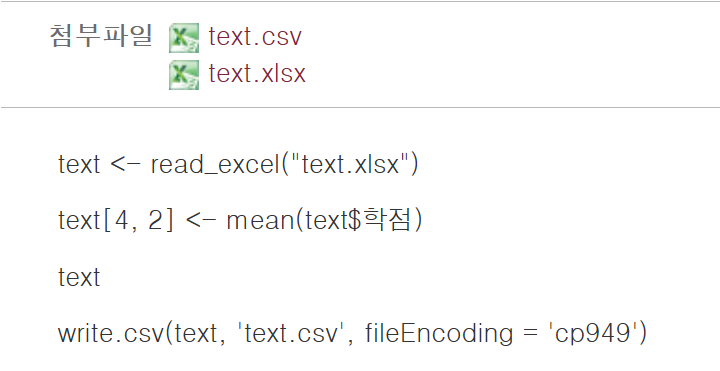 첨부파일 text.csv
text.xlsx
text <- read_excel("text.xlsx")
text[4, 2] <- mean(text$학점)
text
write.csv(text, 'text.csv', fileEncoding = 'cp949')